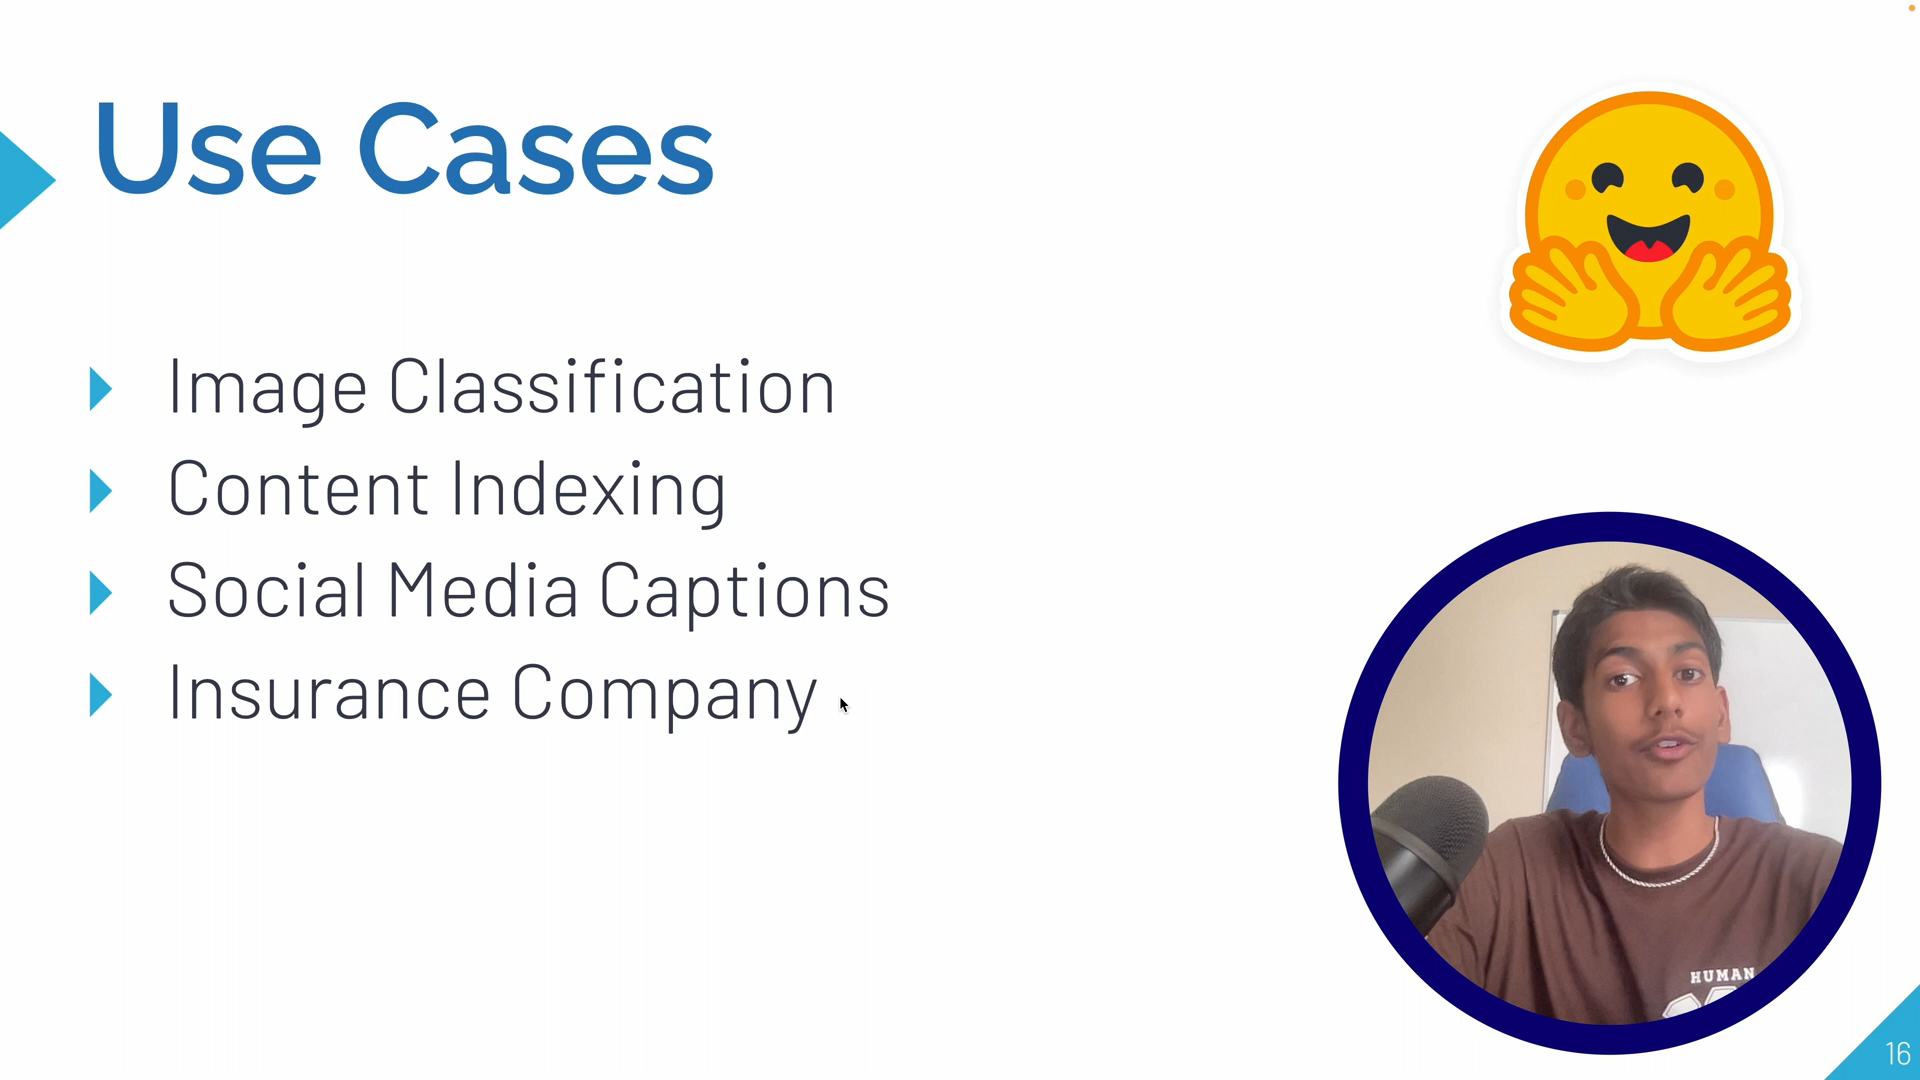 Use Cases
Image Classification
Content Indexing
Social Media Captions
Insurance Company
HUMAN
16